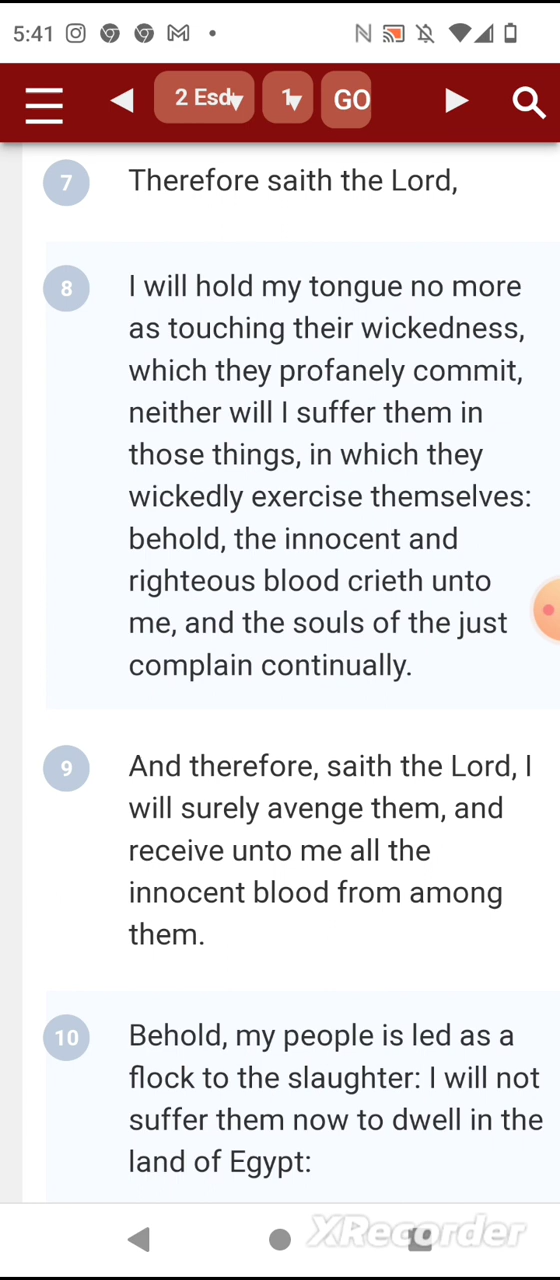 5:41
2 Esd
1
GO
7 Therefore saith the Lord,
8 I will hold my tongue no more
as touching their wickedness,
which they profanely commit,
neither will I suffer them in
those things, in which they
wickedly exercise themselves:
behold, the innocent and
righteous blood crieth unto
me, and the souls of the just
complain continually.
9 And therefore, saith the Lord, I
will surely avenge them, and
receive unto me all the
innocent blood from among
them.
10 Behold, my people is led as a
flock to the slaughter: I will not
suffer them now to dwell in the
land of Egypt:
XRecorder